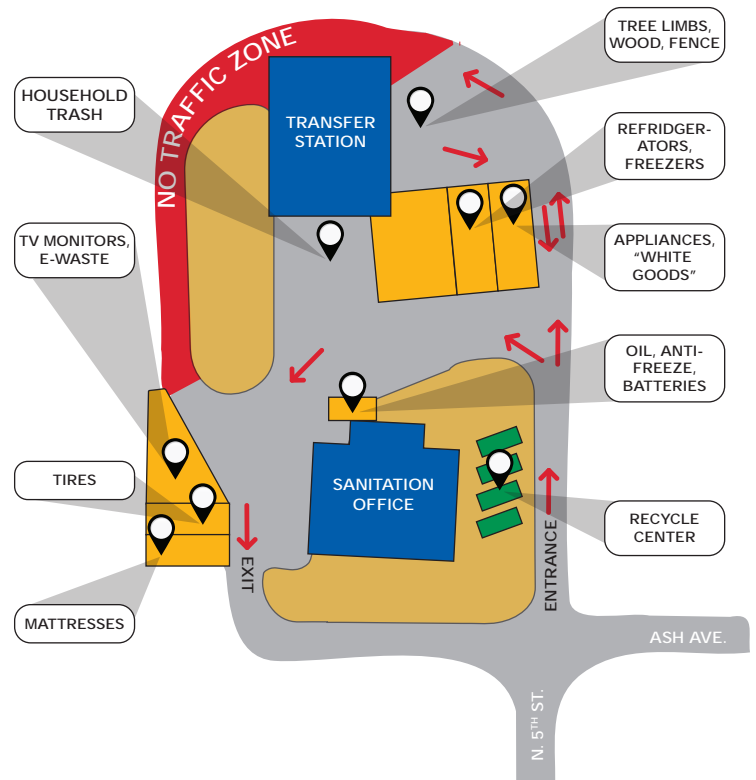 TREE LIMBS,
WOOD, FENCE
NO TRAFFIC ZONE
HOUSEHOLD
TRASH
TRANSFER
STATION
REFRIDGER-
ATORS,
FREEZERS
TV MONITORS,
E-WASTE
APPLIANCES,
“WHITE
GOODS”
OIL, ANTI-
FREEZE,
BATTERIES
TIRES
SANITATION
OFFICE
RECYCLE
CENTER
EXIT
ENTRANCE
MATTRESSES
ASH AVE.
N. 5TH ST.